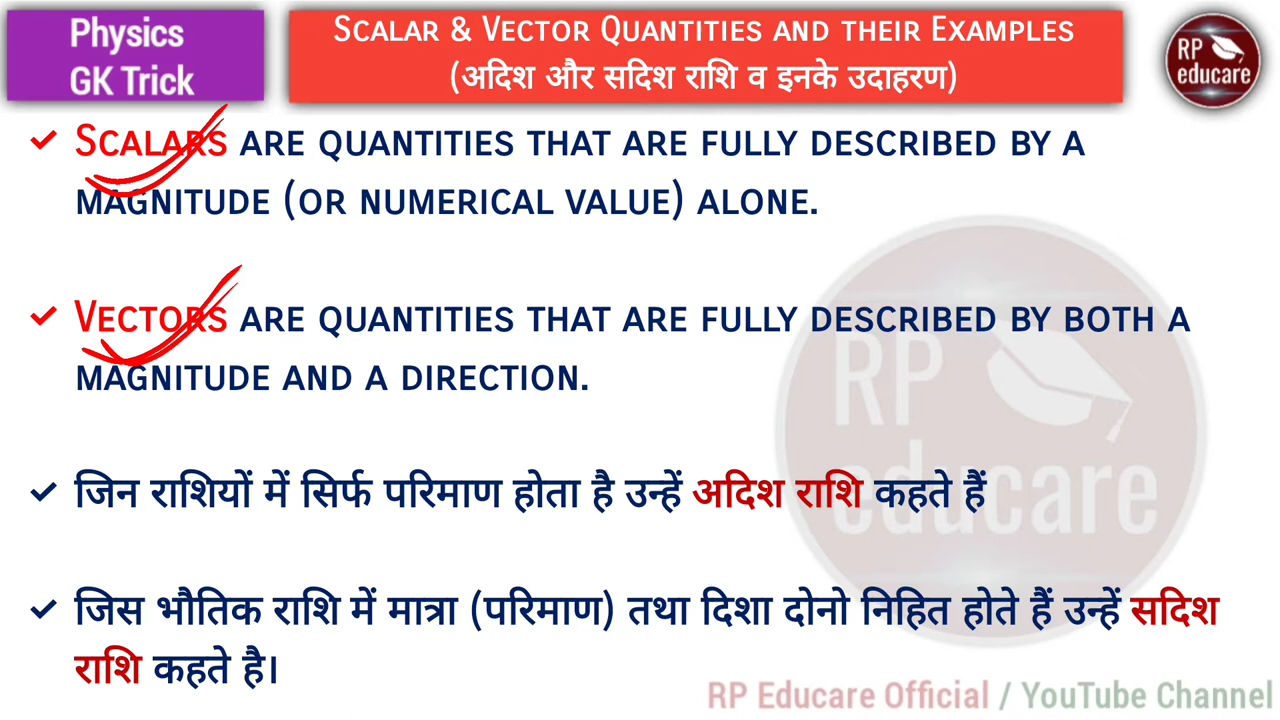 Physics
GK Trick
Scalar & Vector Quantities and their Examples
(अदिश और सदिश राशि व इनके उदाहरण)
RP
educare
Scalars are quantities that are fully described by a
magnitude (or numerical value) alone.
Vectors are quantities that are fully described by both a
magnitude and a direction.
जिन राशियों में सिर्फ परिमाण होता है उन्हें अदिश राशि कहते हैं
जिस भौतिक राशि में मात्रा (परिमाण) तथा दिशा दोनो निहित होते हैं उन्हें सदिश
राशि कहते है।
RP
educare
RP Educare Official / YouTube Channel